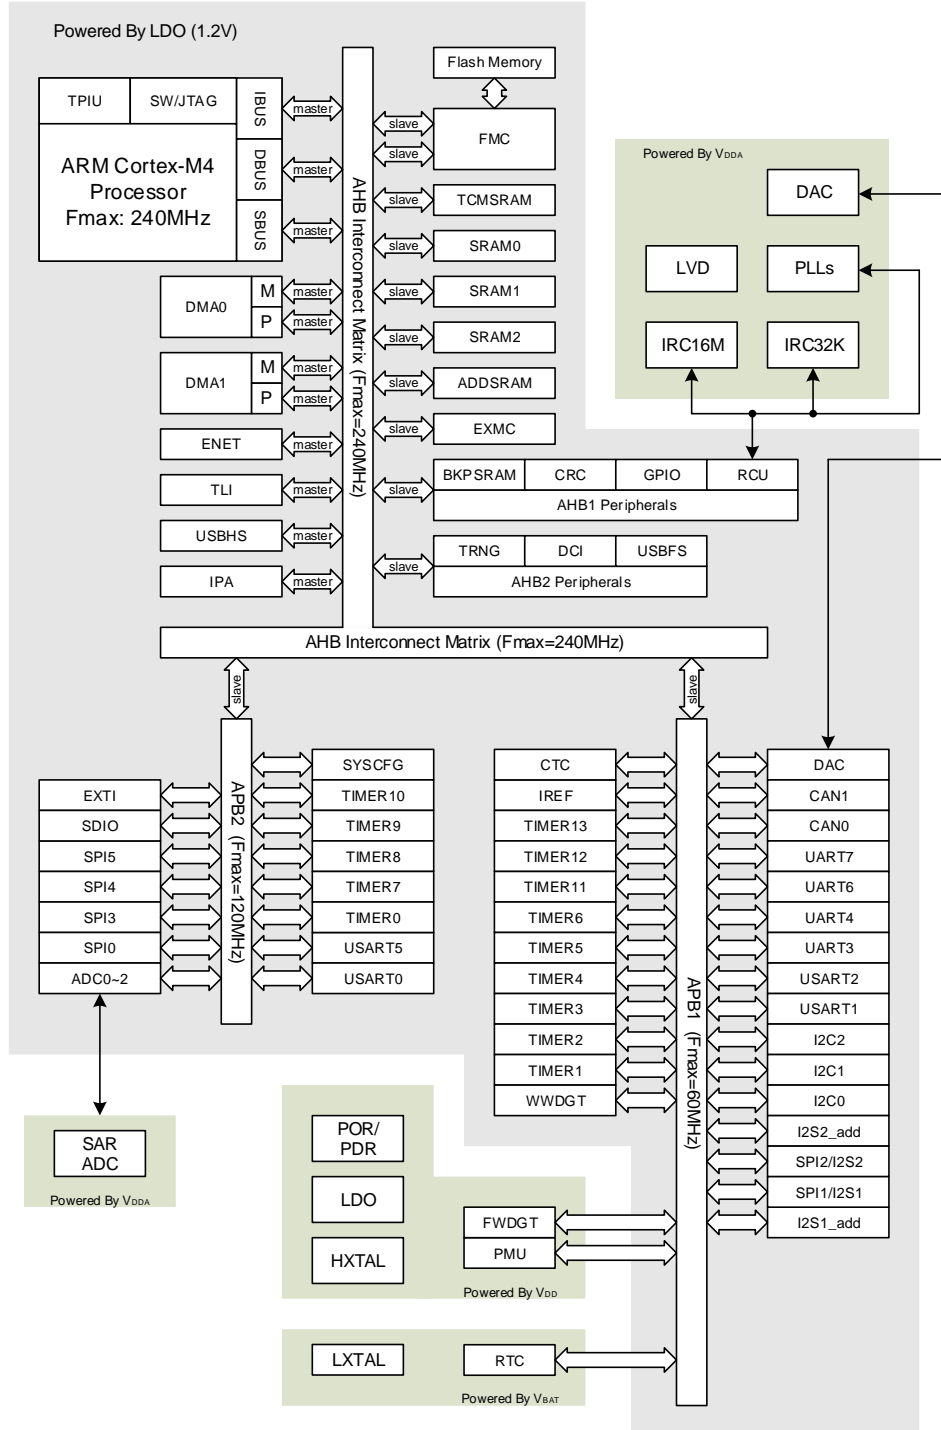 Powered By LDO (1.2V)
TPIU
SW/JTAG
IBUS
DBUS
SBUS
ARM Cortex-M4
Processor
Fmax: 240MHz
master
master
master
DMA0
M
P
master
master
DMA1
M
P
master
master
ENET
master
TLI
master
USBHS
master
IPA
master
AHB Interconnect Matrix (Fmax=240MHz)
Flash Memory
slave
slave
FMC
slave
TCMSRAM
slave
SRAM0
slave
SRAM1
slave
SRAM2
slave
ADDSRAM
slave
EXMC
slave
BKPSRAM
CRC
GPIO
RCU
AHB1 Peripherals
slave
TRNG
DCI
USBFS
AHB2 Peripherals
Powered By VDDA
DAC
LVD
PLLs
IRC16M
IRC32K
AHB Interconnect Matrix (Fmax=240MHz)
slave
slave
APB2 (Fmax=120MHz)
EXTI
SDIO
SPI5
SPI4
SPI3
SPI0
ADC0~2
SYSCFG
TIMER10
TIMER9
TIMER8
TIMER7
TIMER0
USART5
USART0
SAR
ADC
Powered By VDDA
APB1 (Fmax=60MHz)
CTC
IREF
TIMER13
TIMER12
TIMER11
TIMER6
TIMER5
TIMER4
TIMER3
TIMER2
TIMER1
WWDGT
DAC
CAN1
CAN0
UART7
UART6
UART4
UART3
USART2
USART1
I2C2
I2C1
I2C0
I2S2_add
SPI2/I2S2
SPI1/I2S1
I2S1_add
POR/
PDR
LDO
HXTAL
FWDGT
PMU
Powered By VDD
LXTAL
RTC
Powered By VBAT